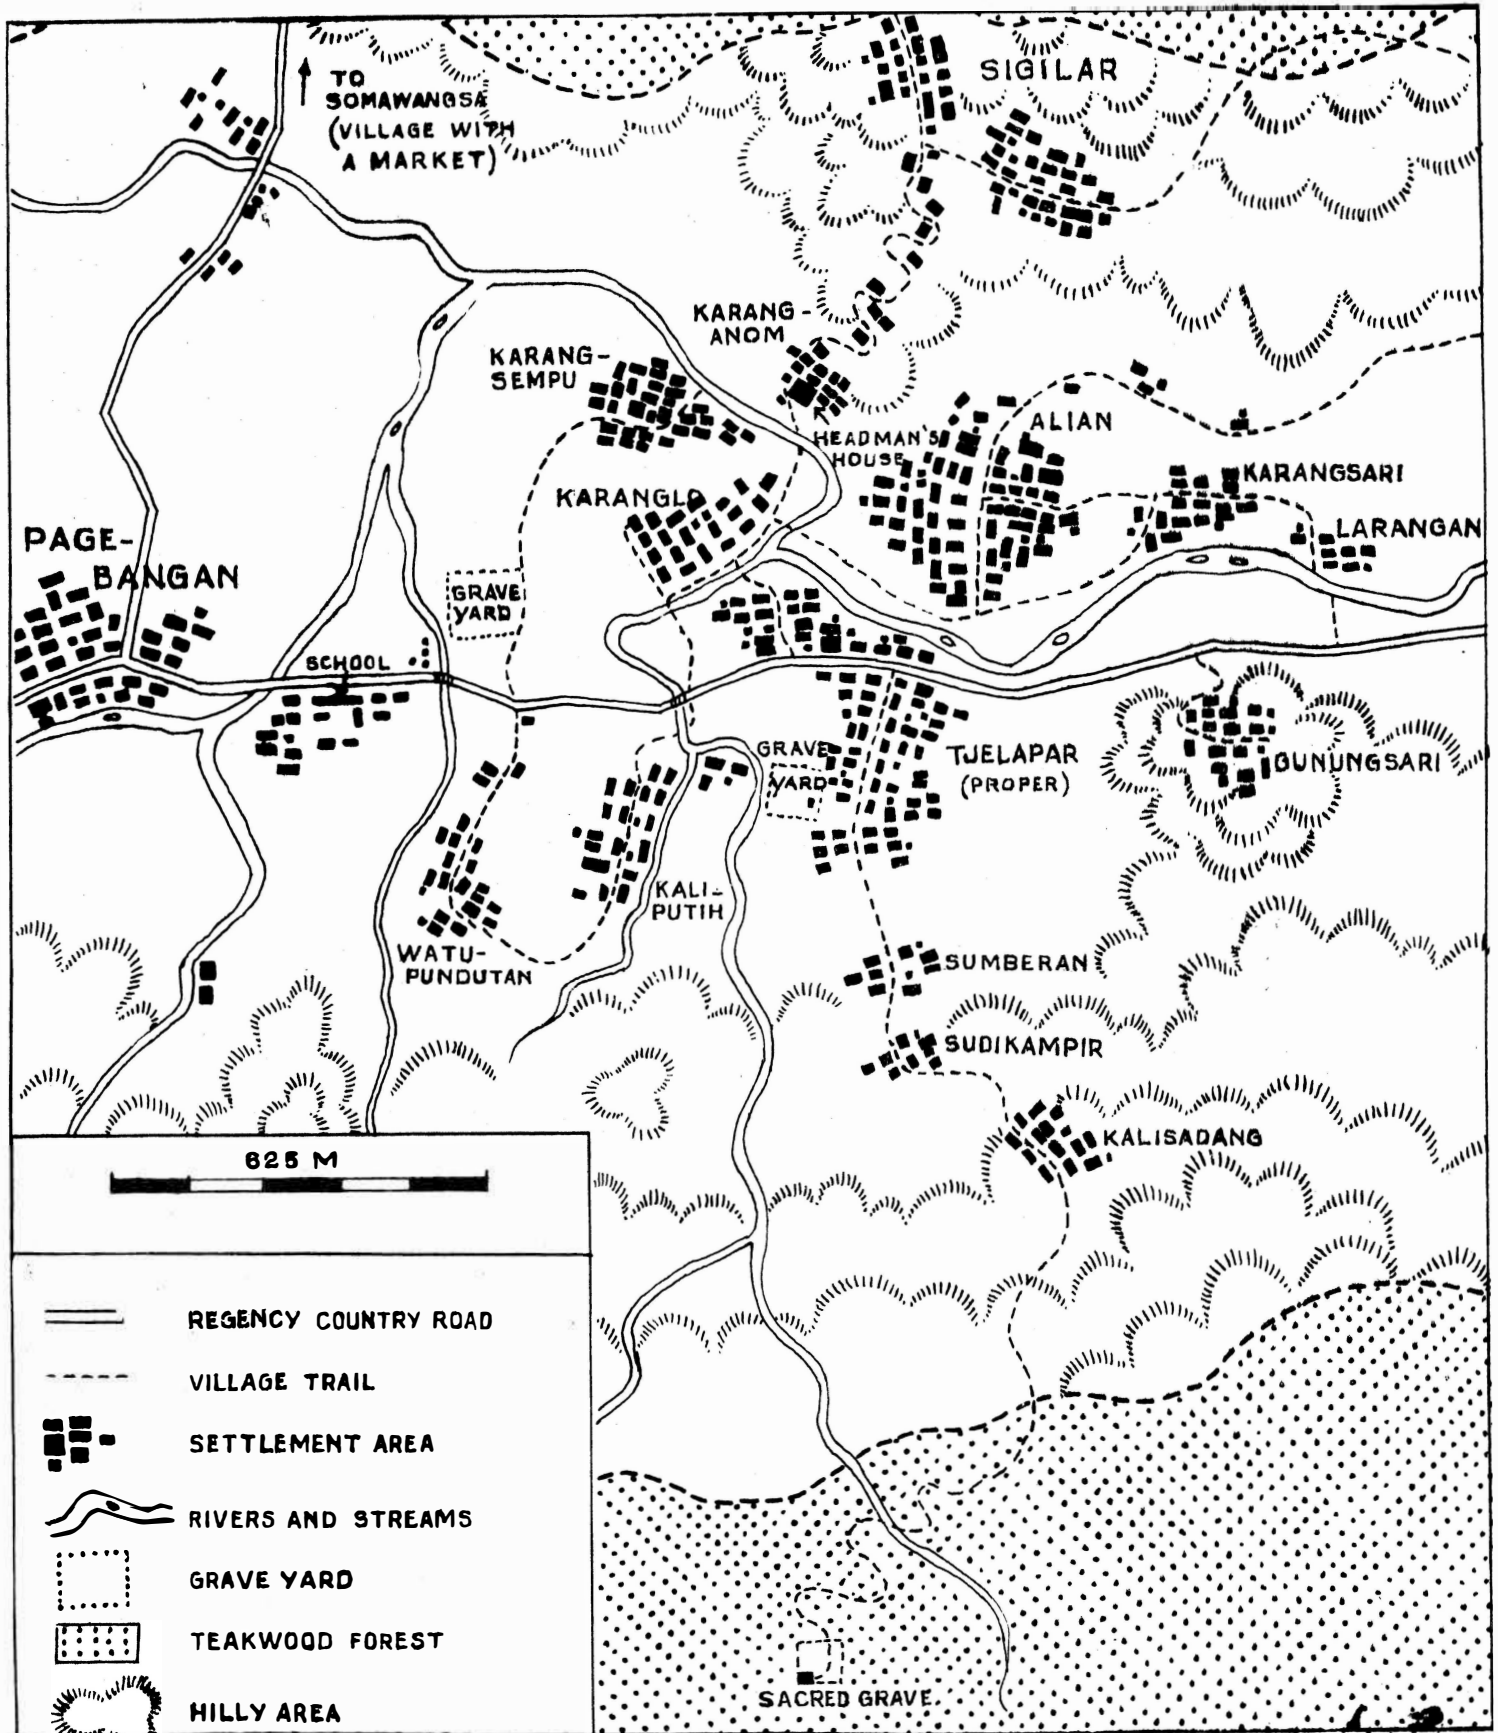 TO
SOMAWANGSA
(VILLAGE WITH
A MARKET)
SIGILAR
KARANG-
ANOM
KARANG-
SEMPU
HEADMAN'S
HOUSE
ALIAN
KARANGLO
KARANGSARI
LARANGAN
PAGE-
BANGAN
GRAVE
YARD
SCHOOL
GRAVE
YARD
TJELAPAR
(PROPER)
GUNUNGSARI
KALI-
PUTIH
WATU-
PUNDUTAN
SUMBERAN
SUDIKAMPIR
KALISADANG
625 M
REGENCY COUNTRY ROAD
VILLAGE TRAIL
SETTLEMENT AREA
RIVERS AND STREAMS
GRAVE YARD
TEAKWOOD FOREST
HILLY AREA
SACRED GRAVE